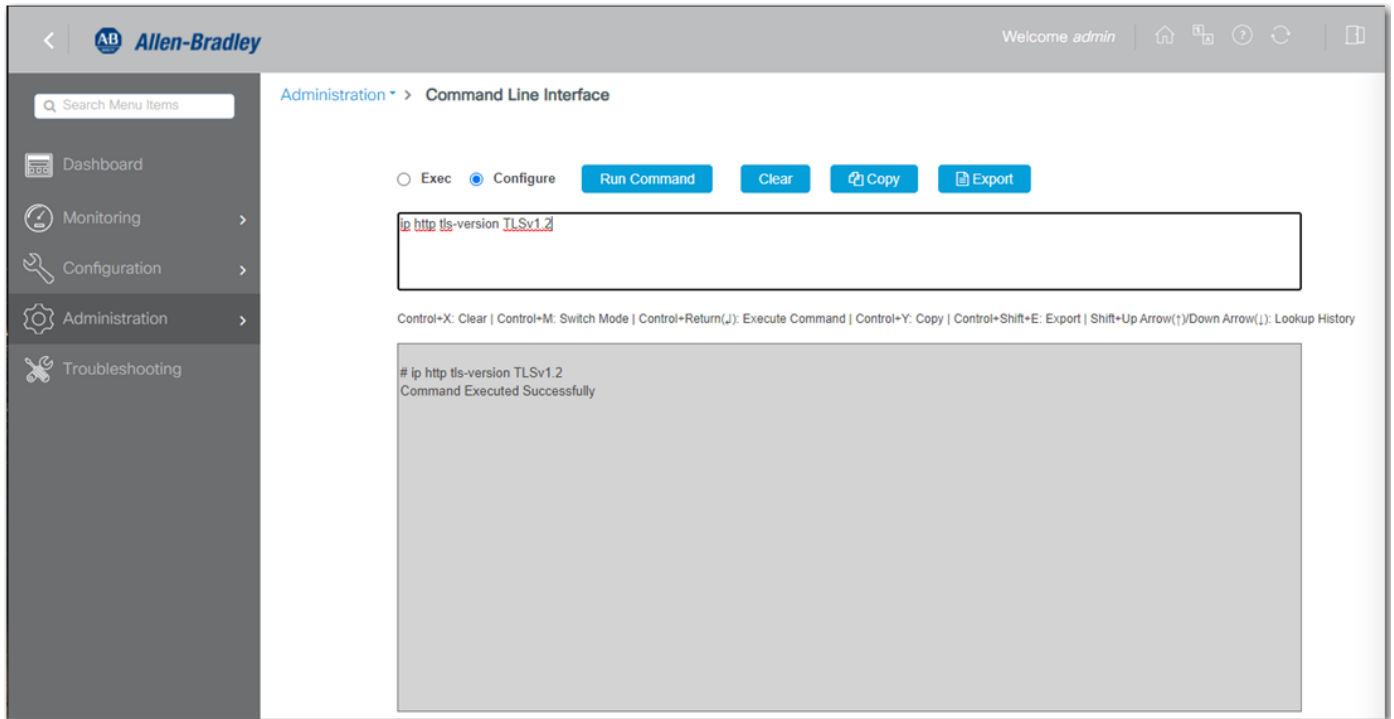 AB Allen-Bradley
Welcome admin
Search Menu Items
Administration > Command Line Interface
Dashboard
Monitoring
Configuration
Administration
Troubleshooting
Exec Configure Run Command Clear Copy Export
ip http tls-version TLSv1.2
Control+X: Clear | Control+M: Switch Mode | Control+Return(↲): Execute Command | Control+Y: Copy | Control+Shift+E: Export | Shift+Up Arrow(↑)/Down Arrow(↓): Lookup History
# ip http tls-version TLSv1.2
Command Executed Successfully